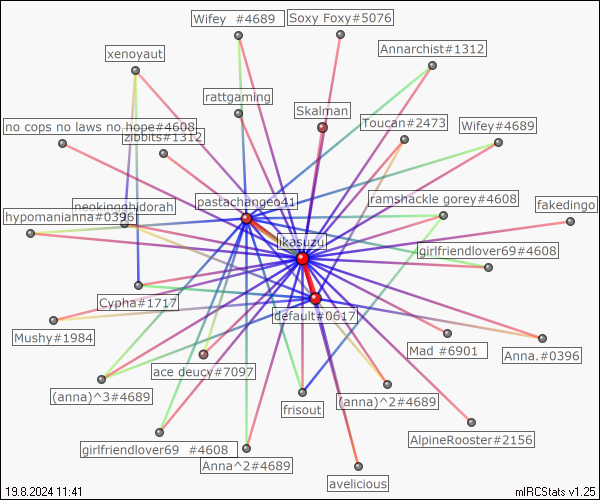 Wifey  #4689
Soxy Foxy#5076
Annarchist#1312
xenoyaut
rattgaming
Skalman
Toucan#2473
Wifey#4689
no cops no laws no hope#4608
zibbits#1312
neokingghidorah
pastachangeo41
ramshackle gorey#4608
fakedingo
hypomanianna#0396
ikasuzu
girlfriendlover69#4608
Cypha#1717
default#0617
Mushy#1984
Mad #6901
Anna.#0396
ace deucy#7097
(anna)^3#4689
(anna)^2#4689
frisout
AlpineRooster#2156
girlfriendlover69  #4608
Anna^2#4689
avelicious
19.8.2024 11:41
mIRCStats v1.25